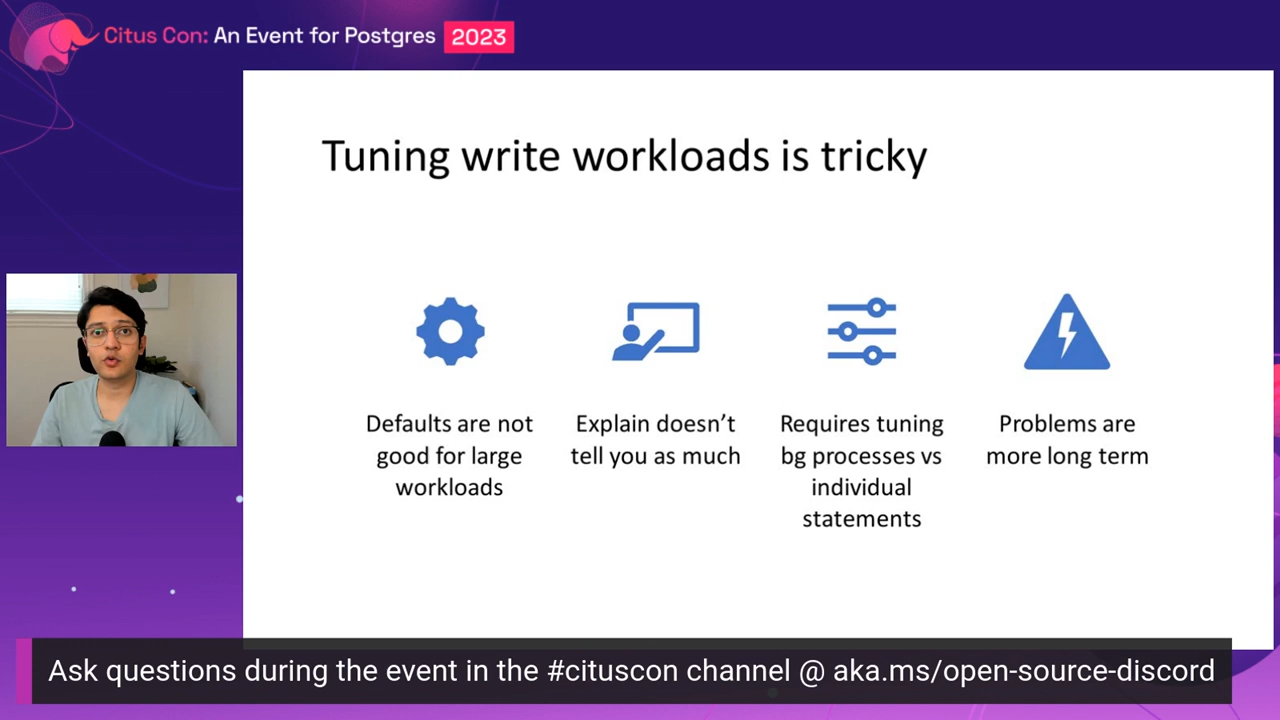 Citus Con: An Event for Postgres 2023
Tuning write workloads is tricky
Defaults are not
good for large
workloads
Explain doesn’t
tell you as much
Requires tuning
bg processes vs
individual
statements
Problems are
more long term
Ask questions during the event in the #cituscon channel @ aka.ms/open-source-discord